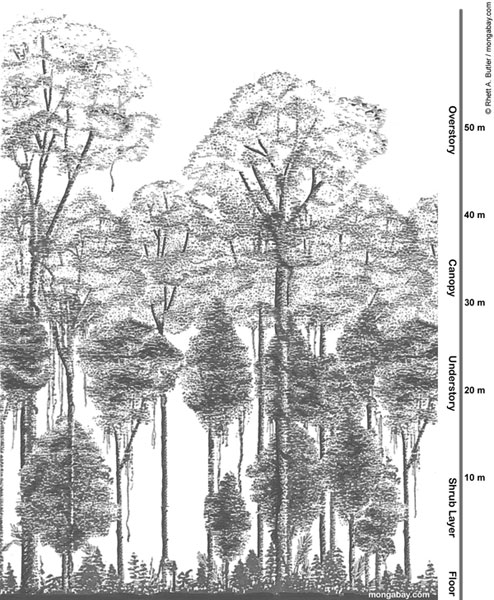 © Rhett A. Butler / mongabay.com
Overstory
50 m
40 m
Canopy
30 m
Understory
20 m
10 m
Shrub Layer
Floor
mongabay.com